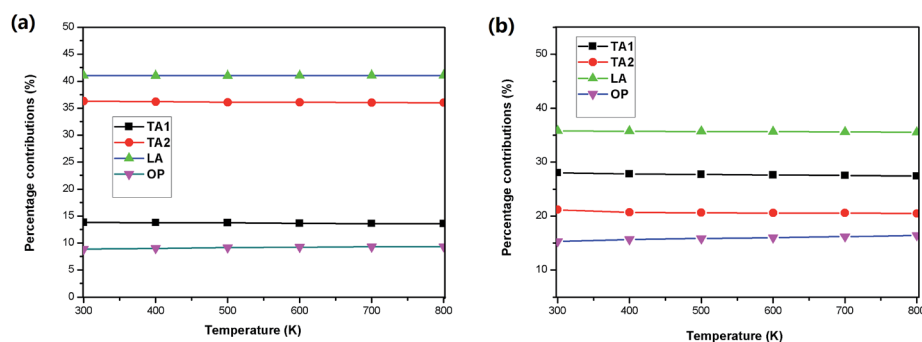 (a)
Percentage contributions (%)
50
45
40
35
30
25
20
15
10
5
0
TA1
TA2
LA
OP
300 400 500 600 700 800
Temperature (K)
(b)
Percentage contributions (%)
50
40
30
20
10
TA1
TA2
LA
OP
300 400 500 600 700 800
Temperature (K)